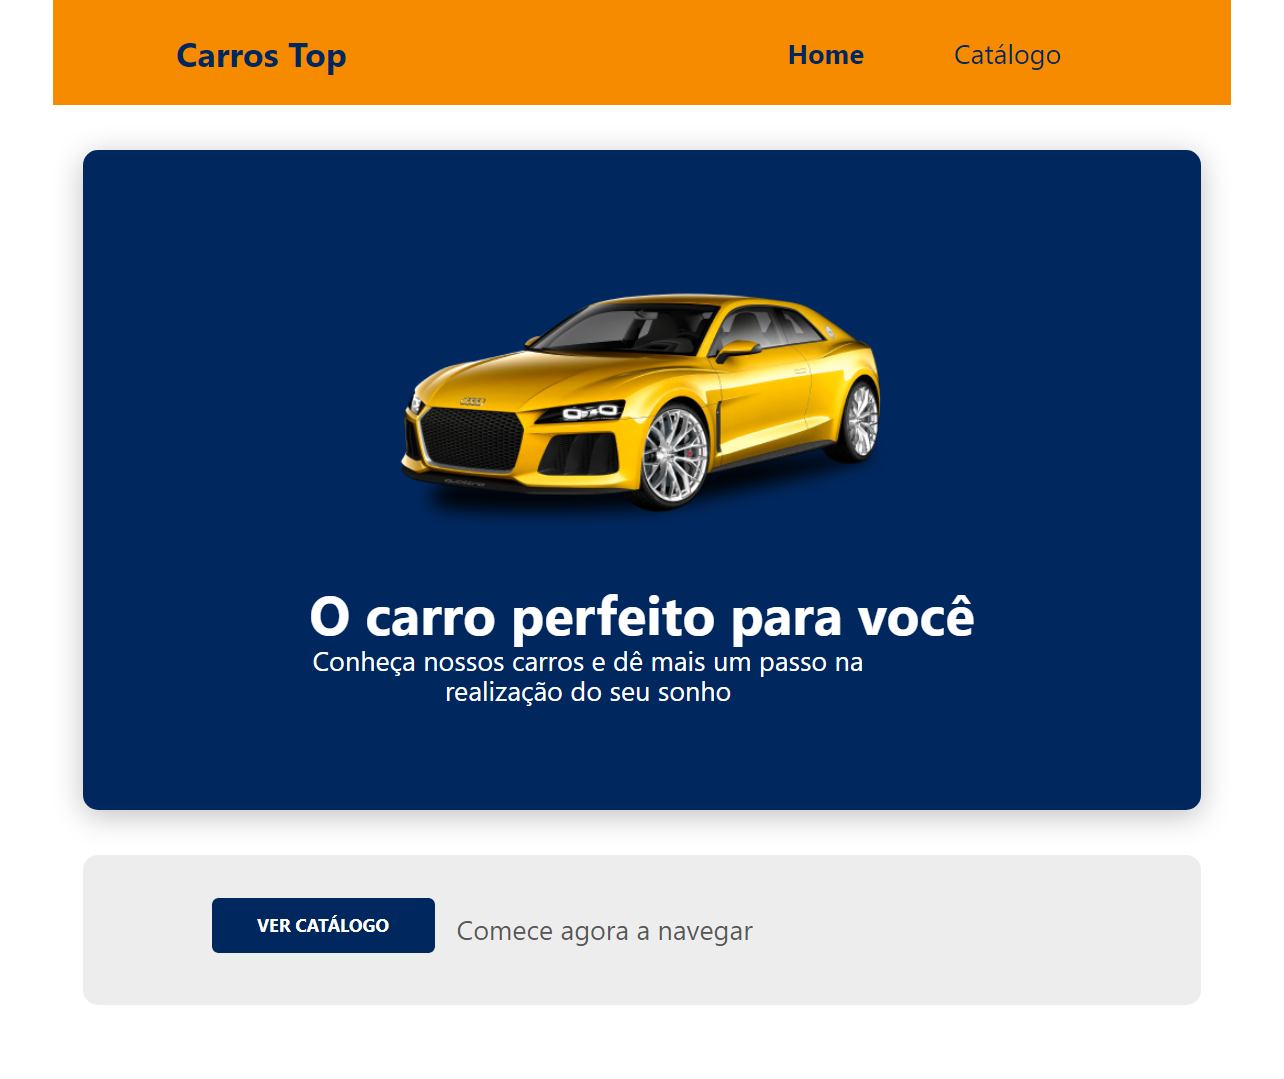 Carros Top
Home
Catálogo
O carro perfeito para você
Conheça nossos carros e dê mais um passo na
realização do seu sonho
VER CATÁLOGO
Comece agora a navegar